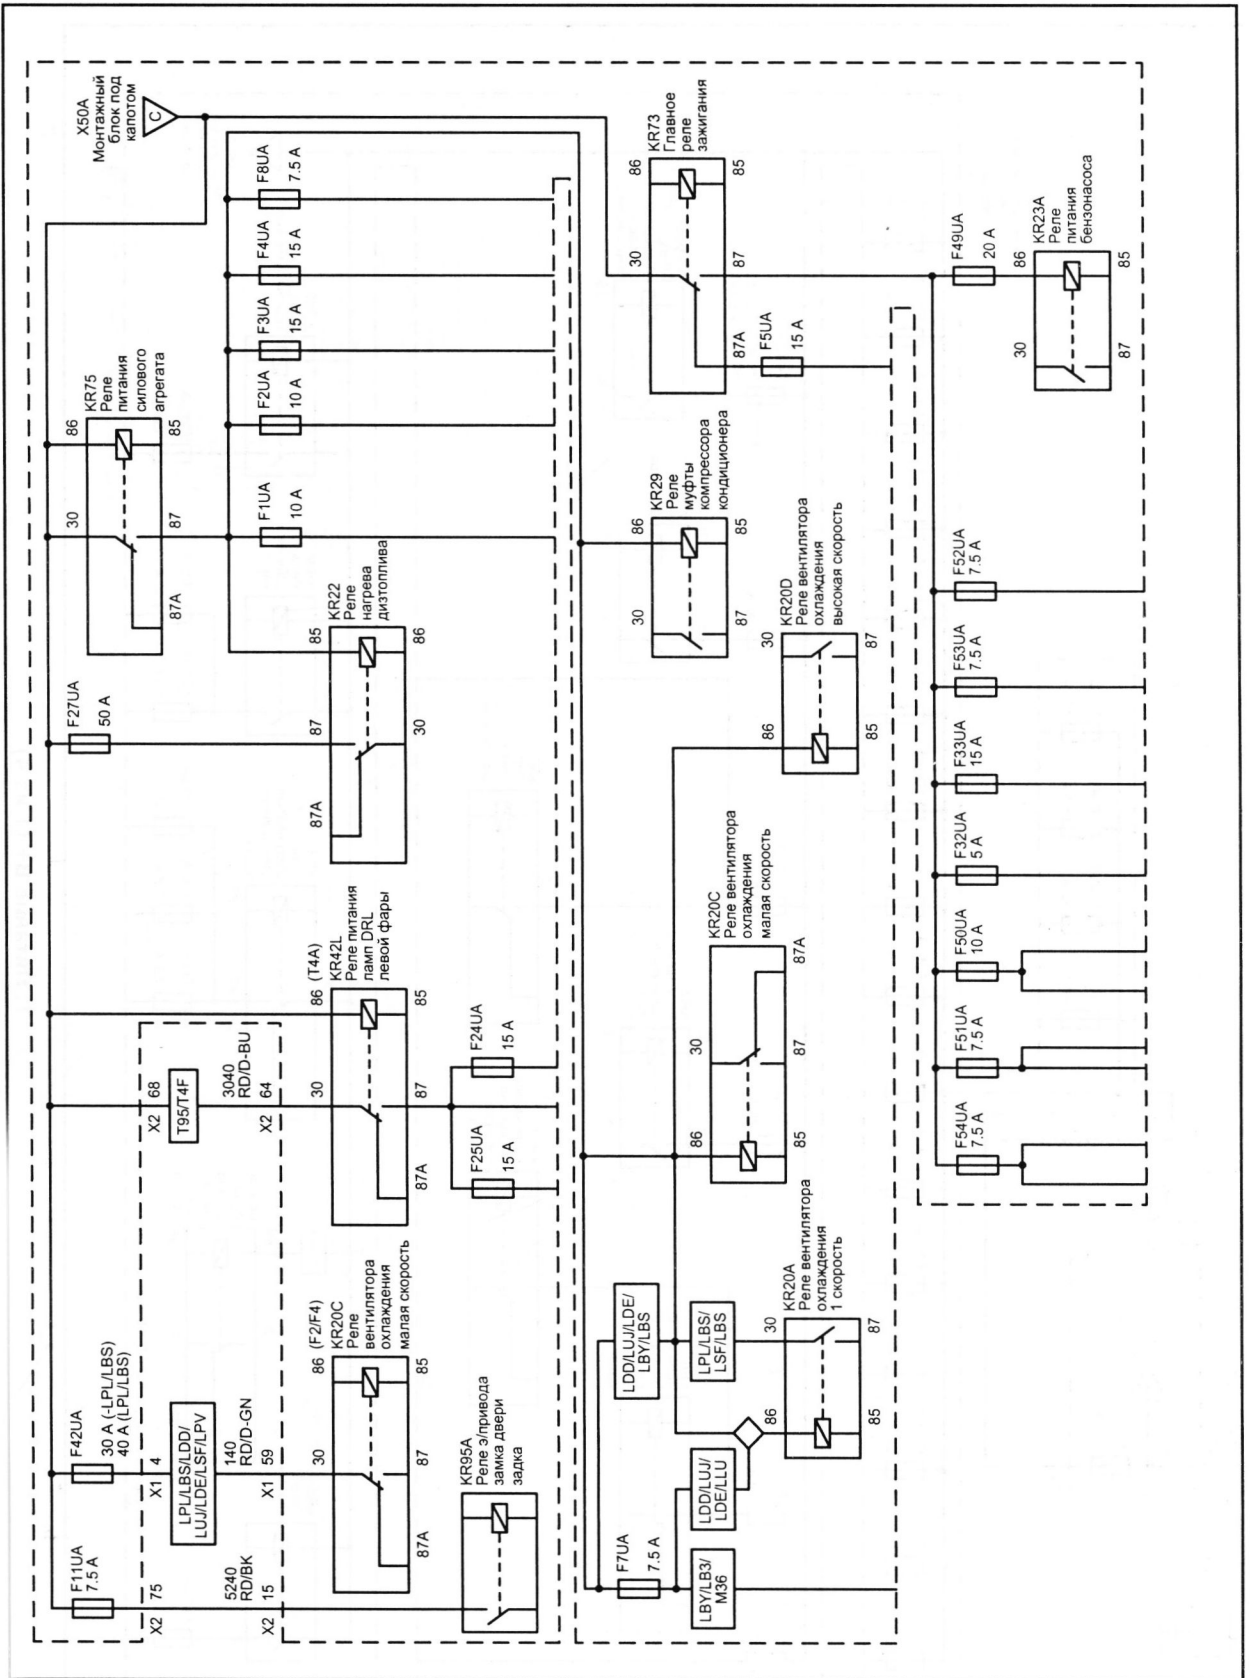 F11UA
7.5 A
F42UA
30 A (-LPL/LBS)
40 A (LPL/LBS)
F27UA
50 A
KR75
Реле
питания
силового
агрегата
X50A
Монтажный
блок под
капотом
C
87A
30
87
86
85
X2 75
X1 4
X2 68
LPL/LBS/LDD/
LUJ/LDE/LSF/LPV
T95/T4F
5240
RD/BK
X2 15
140
RD/D-GN
X1 59
3040
RD/D-BU
X2 64
F1UA
10 A
F2UA
10 A
F3UA
15 A
F4UA
15 A
F8UA
7.5 A
30
86 (F2/F4)
KR20C
Реле
вентилятора
охлаждения
малая скорость
87A
87
85
30
86 (T4A)
KR42L
Реле питания
ламп DRL
левой фары
87A
87
85
87A
87
85
KR22
Реле
нагрева
дизтоплива
30
86
KR95A
Реле э/привода
замка двери
задка
F25UA
15 A
F24UA
15 A
F7UA
7.5 A
LDD/LUJ/LDE/
LBY/LBS
LBY/LB3/
M36
LDD/LUJ/
LDE/LLU
LPL/LBS/
LSF/LBS
86
30
KR20A
Реле вентилятора
охлаждения
1 скорость
85
87
86
30
KR20C
Реле вентилятора
охлаждения
малая скорость
85
87
87A
86
30
KR20D
Реле вентилятора
охлаждения
высокая скорость
85
87
30
86
KR29
Реле
муфты
компрессора
кондиционера
87
85
30
86
KR73
Главное
реле
зажигания
87A
87
85
F5UA
15 A
F54UA
7.5 A
F51UA
7.5 A
F50UA
10 A
F32UA
5 A
F33UA
15 A
F53UA
7.5 A
F52UA
7.5 A
F49UA
20 A
30
86
KR23A
Реле
питания
бензонасоса
87
85